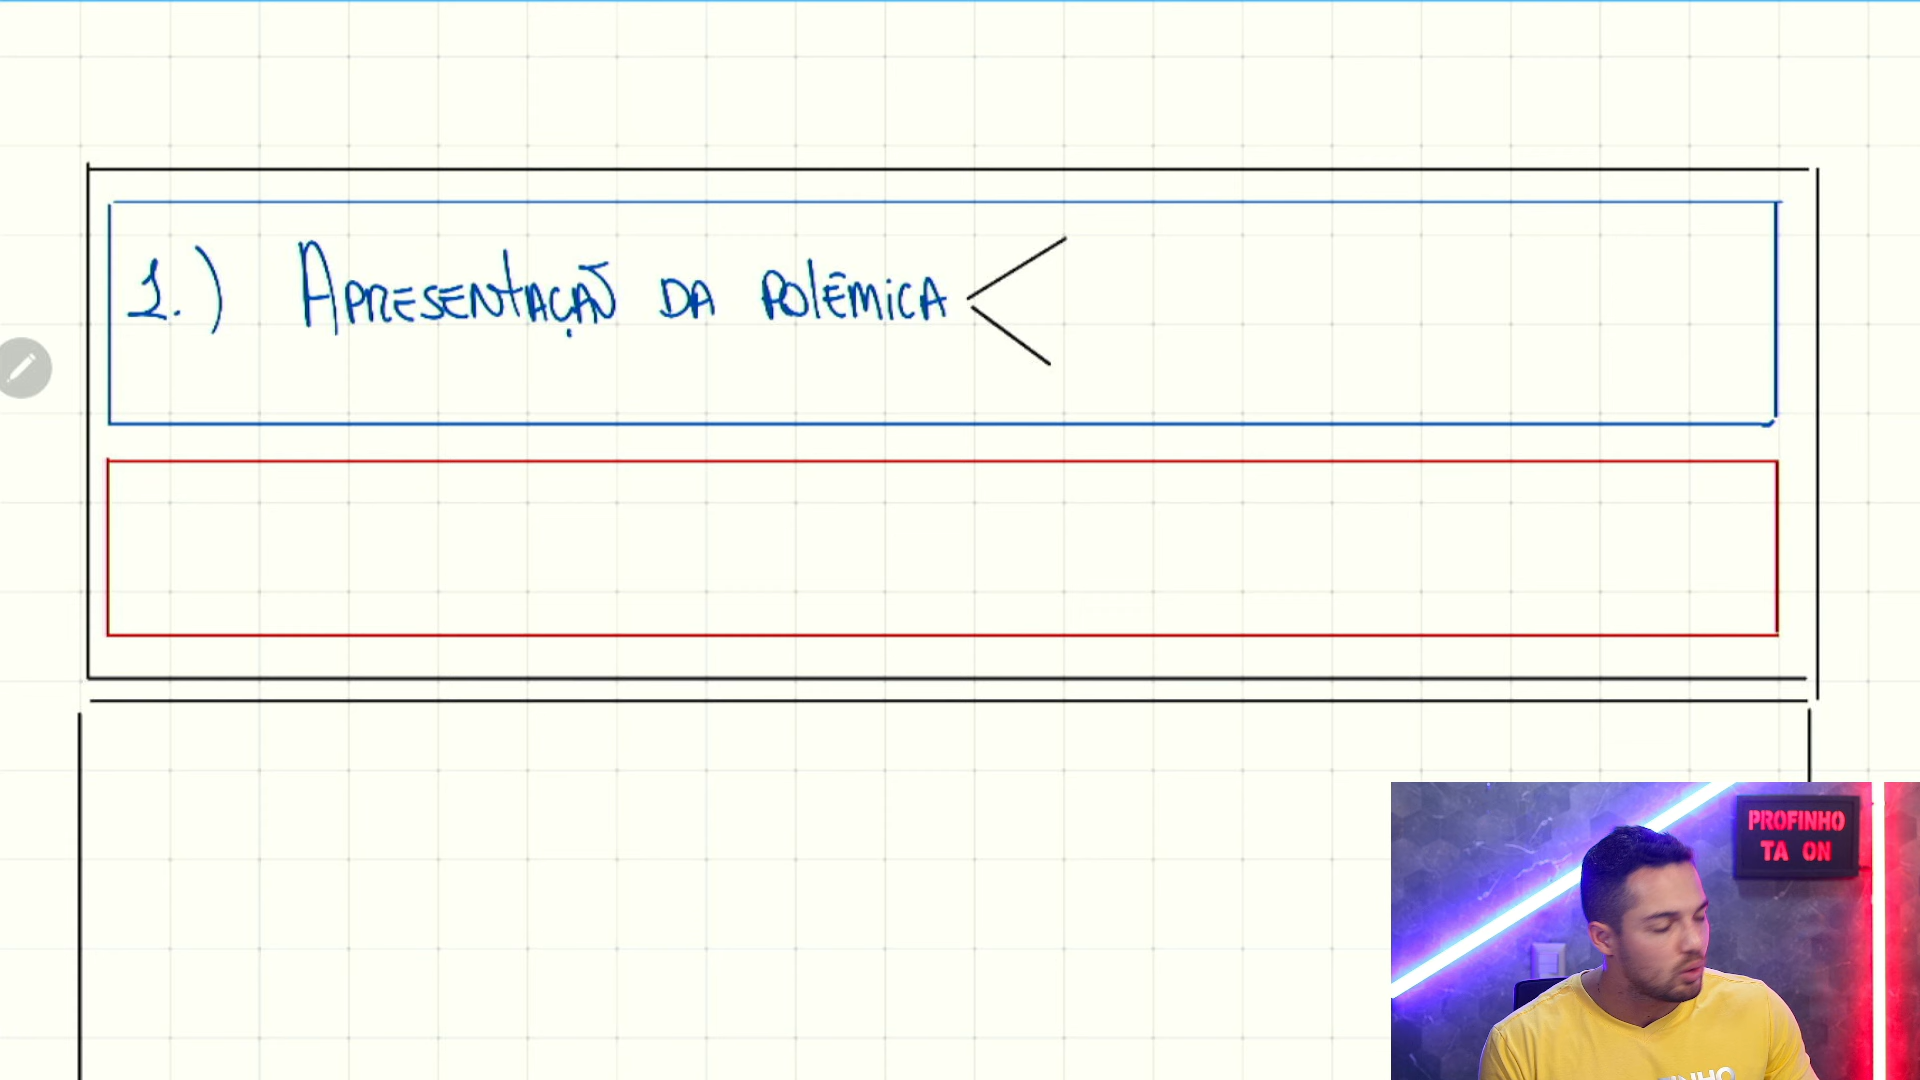 1.) APRESENTAÇÃO DA POLÊMICA
PROFINHO
TA ON